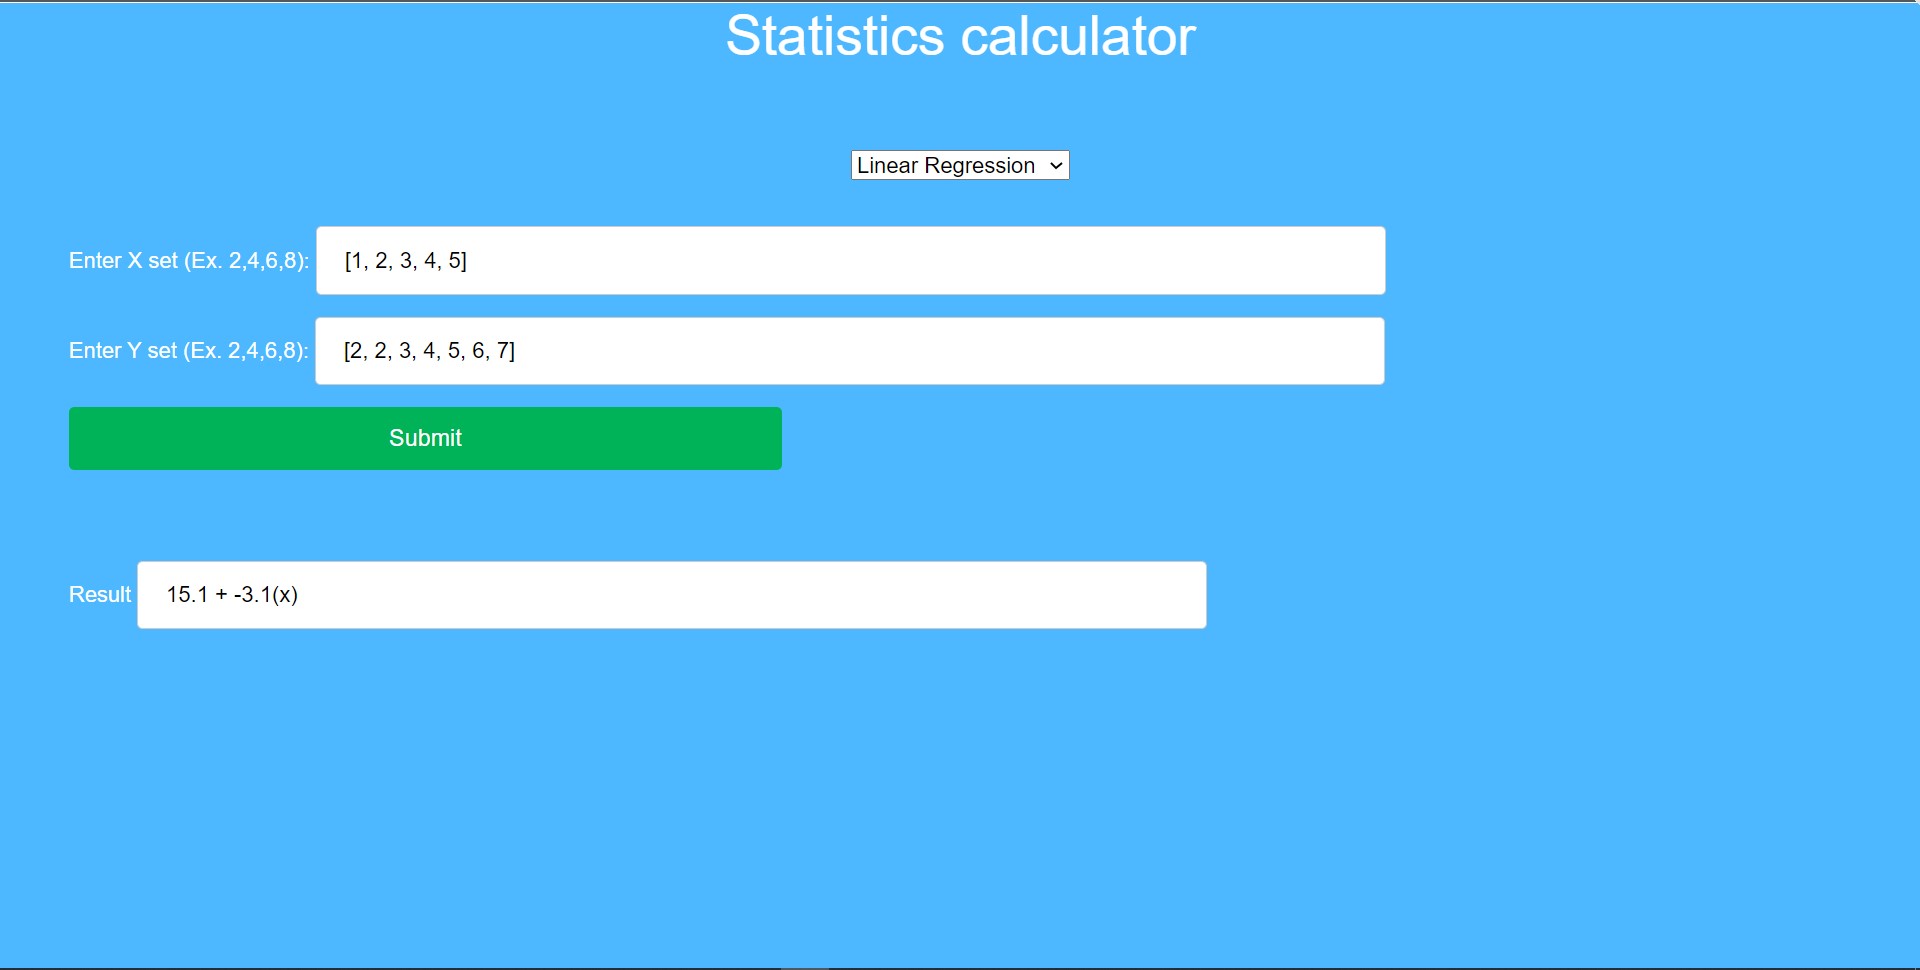 Statistics calculator
Linear Regression
Enter X set (Ex. 2,4,6,8): [1, 2, 3, 4, 5]
Enter Y set (Ex. 2,4,6,8): [2, 2, 3, 4, 5, 6, 7]
Submit
Result 15.1 + -3.1(x)